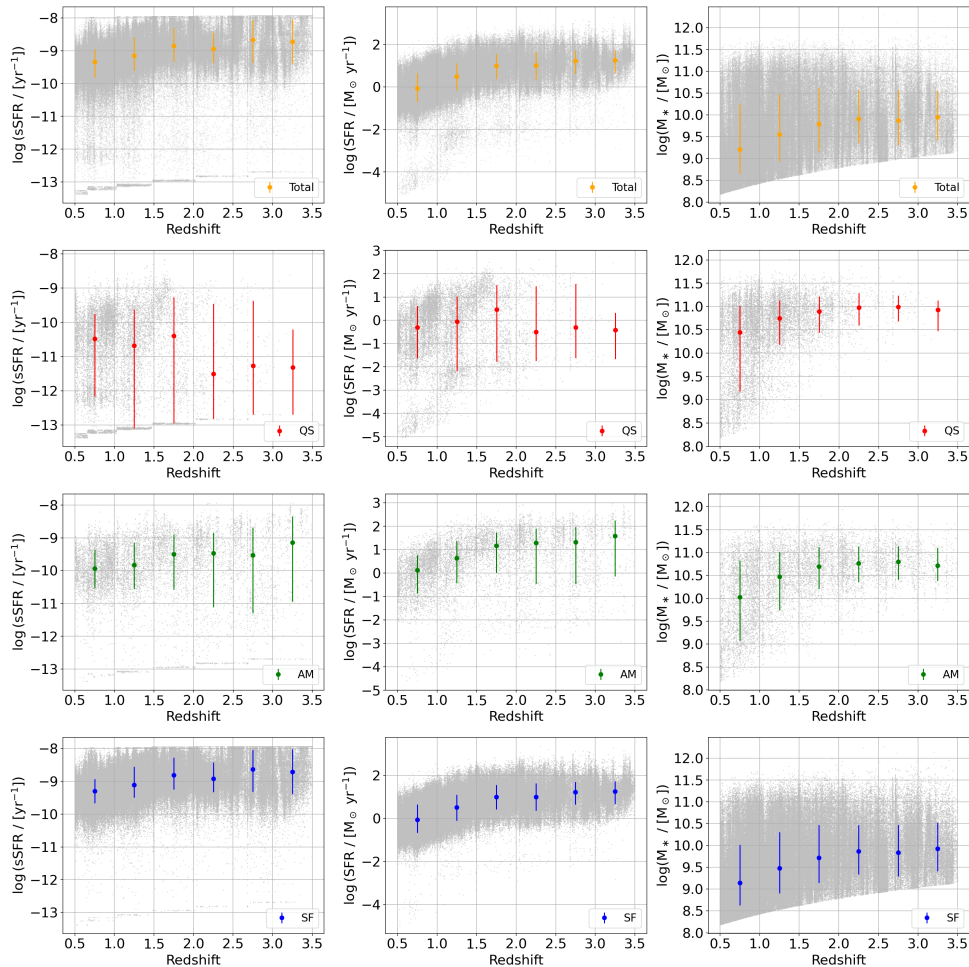 log (sSFR / [yr⁻¹])
−8
−9
−10
−11
−12
−13
0.5 1.0 1.5 2.0 2.5 3.0 3.5
Redshift
Total
log (SFR / [M⊙ yr⁻¹])
2
0
−2
−4
0.5 1.0 1.5 2.0 2.5 3.0 3.5
Redshift
Total
log(M∗ / [M⊙])
12.0
11.5
11.0
10.5
10.0
9.5
9.0
8.5
8.0
0.5 1.0 1.5 2.0 2.5 3.0 3.5
Redshift
Total
log (sSFR / [yr⁻¹])
−8
−9
−10
−11
−12
−13
0.5 1.0 1.5 2.0 2.5 3.0 3.5
Redshift
QS
log (SFR / [M⊙ yr⁻¹])
3
2
1
0
−1
−2
−3
−4
−5
0.5 1.0 1.5 2.0 2.5 3.0 3.5
Redshift
QS
log(M∗ / [M⊙])
12.0
11.5
11.0
10.5
10.0
9.5
9.0
8.5
8.0
0.5 1.0 1.5 2.0 2.5 3.0 3.5
Redshift
QS
log (sSFR / [yr⁻¹])
−8
−9
−10
−11
−12
−13
0.5 1.0 1.5 2.0 2.5 3.0 3.5
Redshift
AM
log (SFR / [M⊙ yr⁻¹])
3
2
1
0
−1
−2
−3
−4
−5
0.5 1.0 1.5 2.0 2.5 3.0 3.5
Redshift
AM
log(M∗ / [M⊙])
12.0
11.5
11.0
10.5
10.0
9.5
9.0
8.5
8.0
0.5 1.0 1.5 2.0 2.5 3.0 3.5
Redshift
AM
log (sSFR / [yr⁻¹])
−8
−9
−10
−11
−12
−13
0.5 1.0 1.5 2.0 2.5 3.0 3.5
Redshift
SF
log (SFR / [M⊙ yr⁻¹])
2
0
−2
−4
0.5 1.0 1.5 2.0 2.5 3.0 3.5
Redshift
SF
log(M∗ / [M⊙])
12.0
11.5
11.0
10.5
10.0
9.5
9.0
8.5
8.0
0.5 1.0 1.5 2.0 2.5 3.0 3.5
Redshift
SF